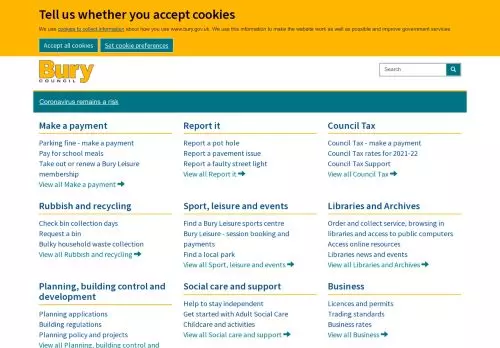 Tell us whether you accept cookies
We use cookies to collect information about how you use www.bury.gov.uk. We use this information to make the website work as well as possible and improve government services.
Accept all cookies
Set cookie preferences
Bury
COUNCIL
Search
Coronavirus remains a risk
Make a payment
Parking fine - make a payment
Pay for school meals
Take out or renew a Bury Leisure
membership
View all Make a payment
Report it
Report a pot hole
Report a pavement issue
Report a faulty street light
View all Report it
Council Tax
Council Tax - make a payment
Council Tax rates for 2021-22
Council Tax Support
View all Council Tax
Rubbish and recycling
Check bin collection days
Request a bin
Bulky household waste collection
View all Rubbish and recycling
Sport, leisure and events
Find a Bury Leisure sports centre
Bury Leisure - session booking and
payments
Find a local park
View all Sport, leisure and events
Libraries and Archives
Order and collect service, browsing in
libraries and access to public computers
Access online resources
Libraries news and events
View all Libraries and Archives
Planning, building control and
development
Planning applications
Building regulations
Planning policy and projects
View all Planning, building control and
Social care and support
Help to stay independent
Get started with Adult Social Care
Childcare and activities
View all Social care and support
Business
Licences and permits
Trading standards
Business rates
View all Business